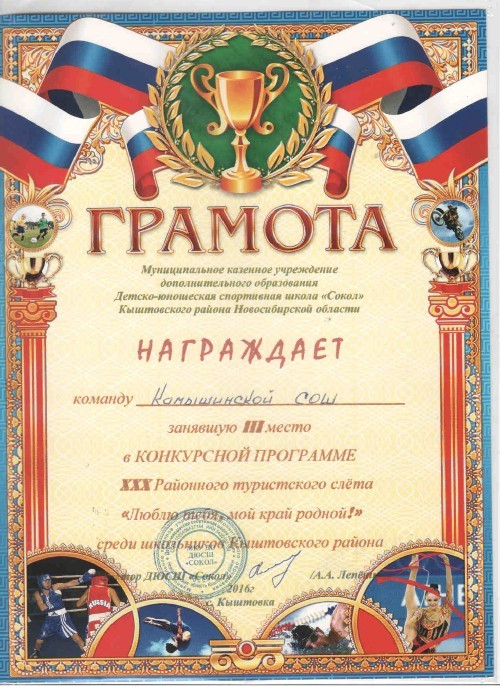 ГРАМОТА
Муниципальное казенное учреждение
дополнительного образования
Детско-юношеская спортивная школа «Сокол»
Кыштовского района Новосибирской области
НАГРАЖДАЕТ
команду Камышинской СОШ
занявшую III место
в КОНКУРСНОЙ ПРОГРАММЕ
XXX Районного туристского слёта
«Люблю тебя, мой край родной!»
среди школьников Кыштовского района
ДЮСШ «Сокол» (А.А.
2016г
с. Кыштовка
ДЮСШ
«СОКОЛ»
RUSSIA